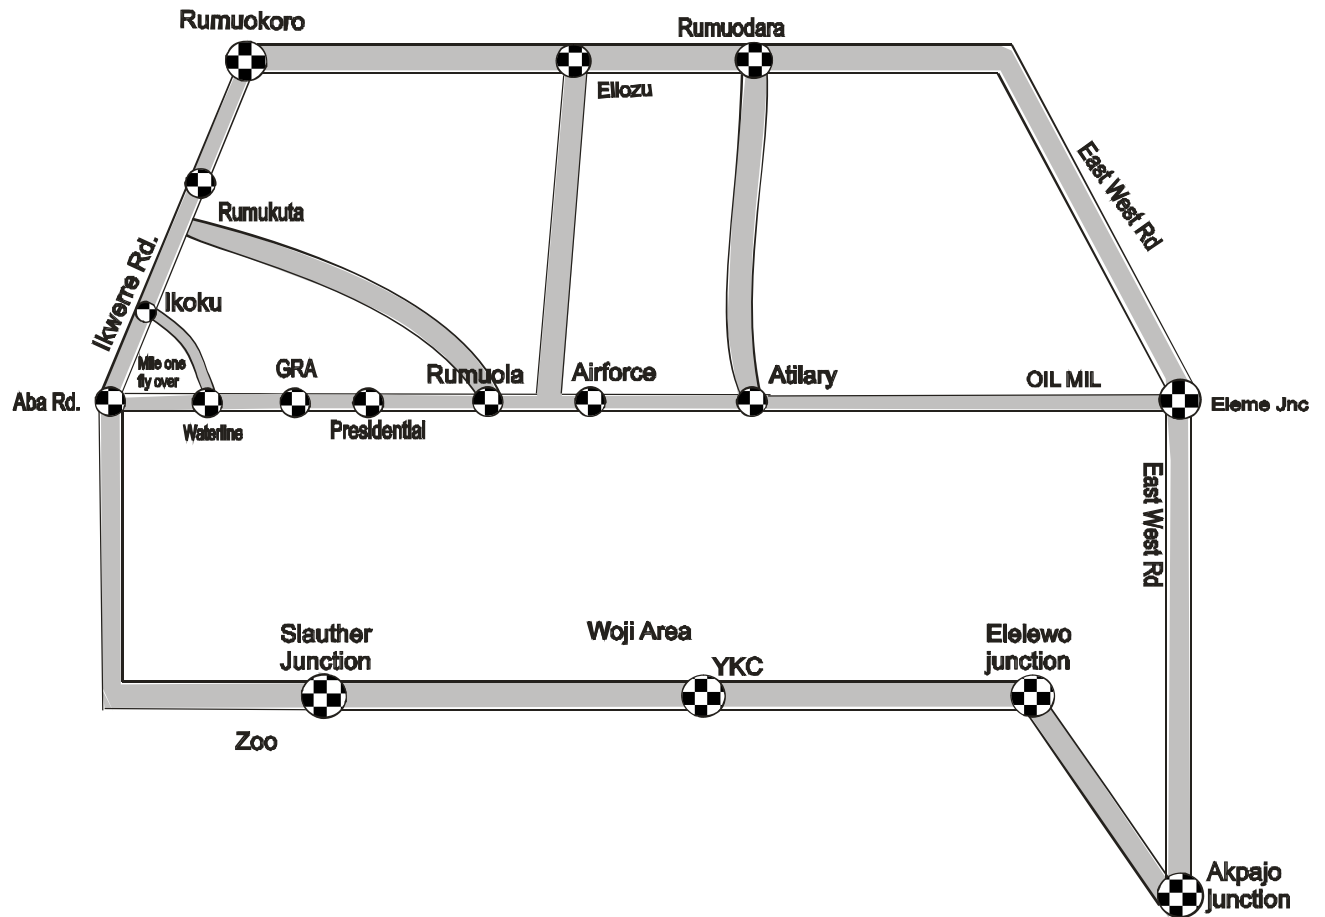 Rumuokoro
Rumuodara
Eliozu
East West Rd
Rumukuta
Ikwerre Rd.
Ikoku
Mile one
fly over
GRA
Rumuola
Airforce
Atilary
OIL MIL
Aba Rd.
Waterline
Presidential
Eleme Jnc
East West Rd
Slauther
Junction
Woji Area
YKC
Elelewo
junction
Zoo
Akpajo
junction